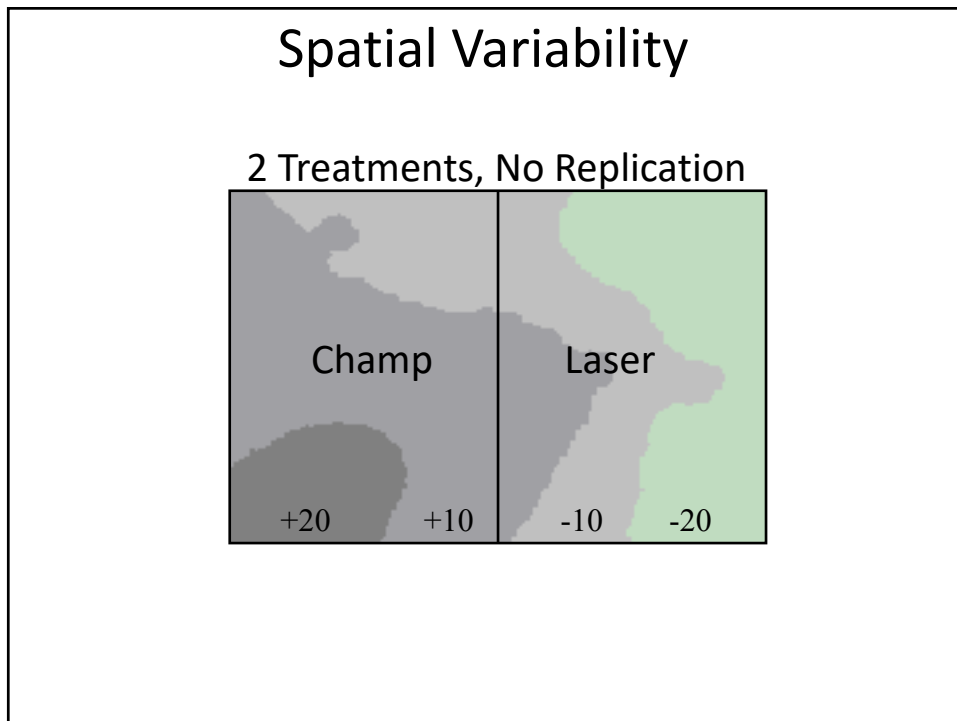 Spatial Variability
2 Treatments, No Replication
Champ Laser
+20 +10 -10 -20